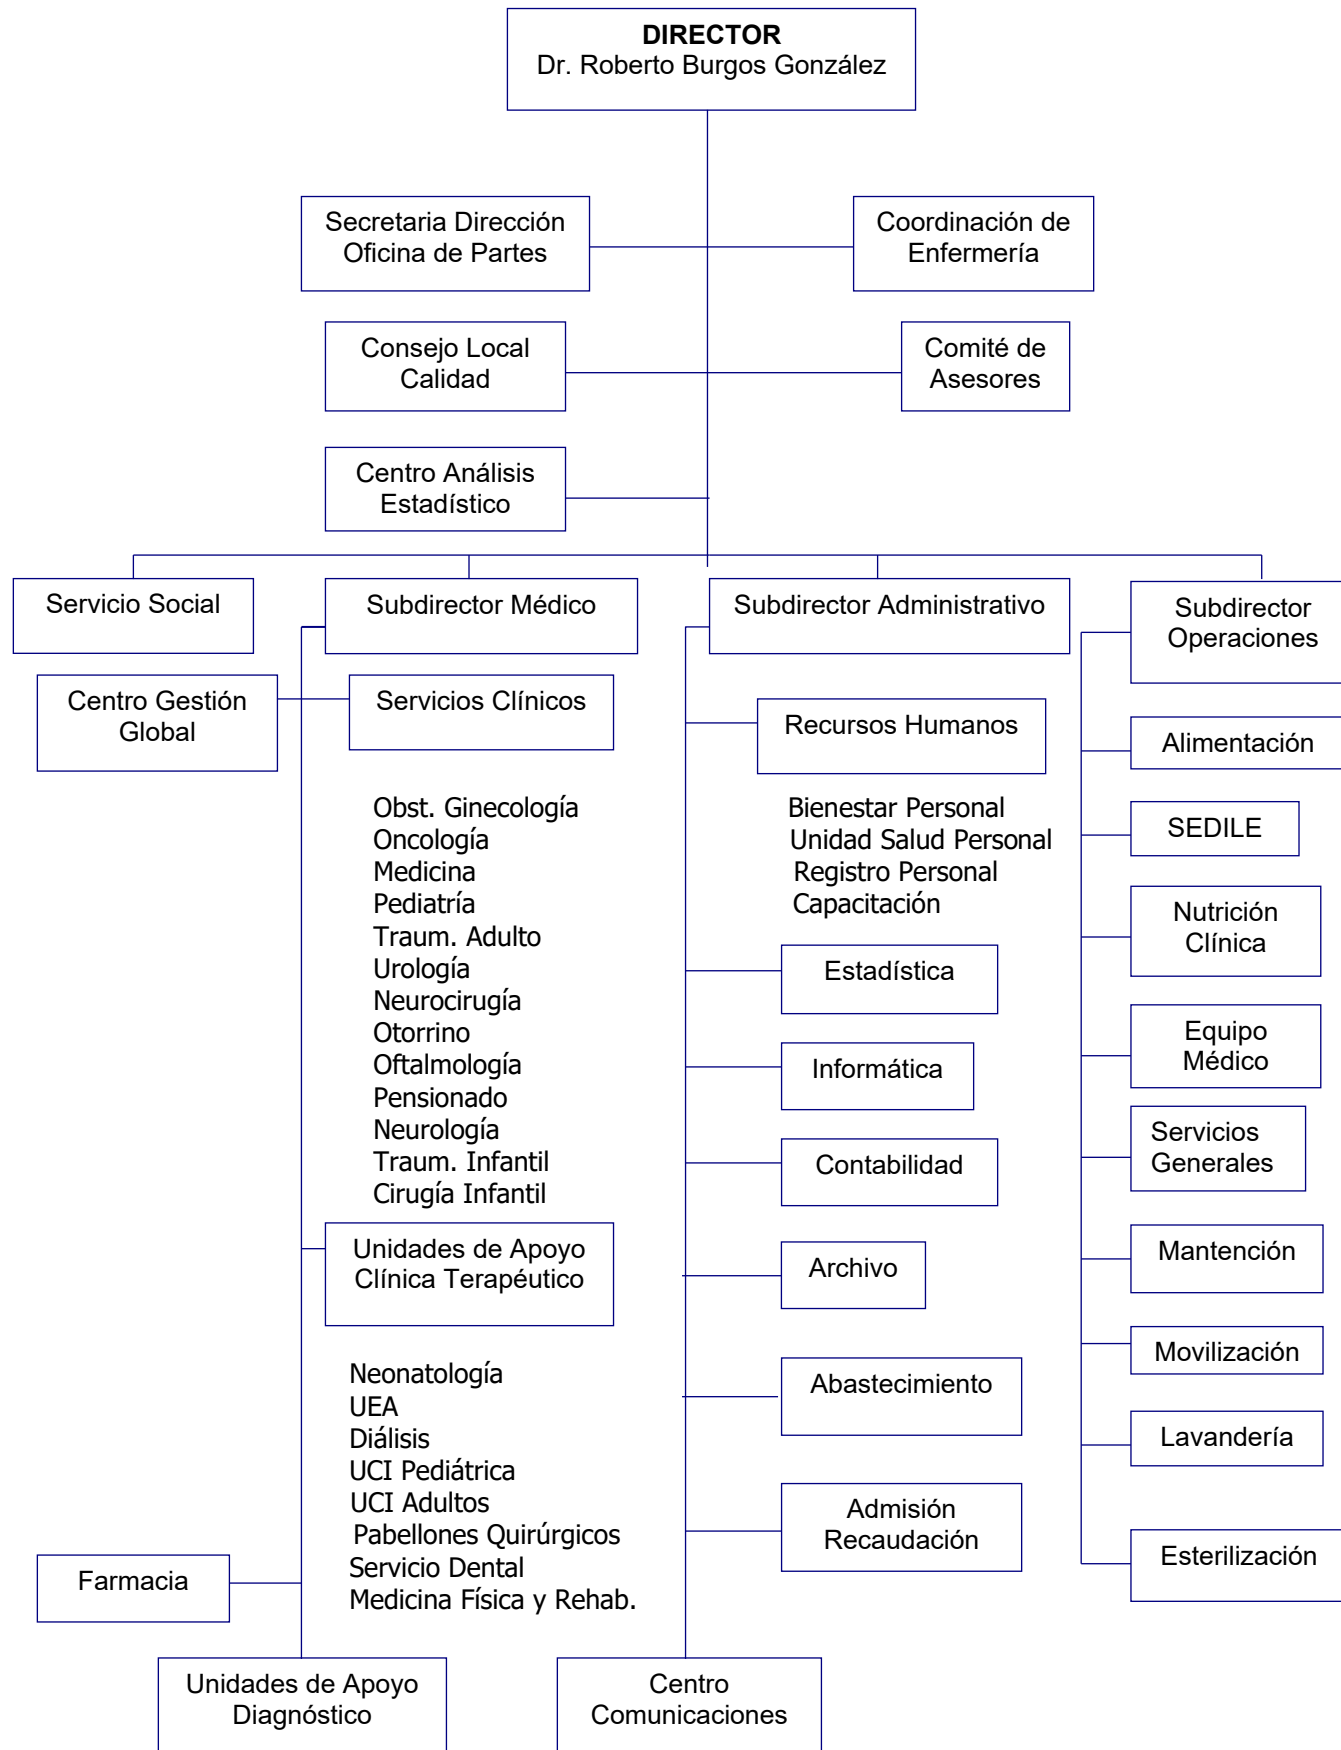 DIRECTOR
Dr. Roberto Burgos González
Secretaria Dirección
Oficina de Partes
Coordinación de
Enfermería
Consejo Local
Calidad
Comité de
Asesores
Centro Análisis
Estadístico
Servicio Social
Subdirector Médico
Subdirector Administrativo
Subdirector
Operaciones
Centro Gestión
Global
Servicios Clínicos
Obst. Ginecología
Oncología
Medicina
Pediatría
Traum. Adulto
Urología
Neurocirugía
Otorrino
Oftalmología
Pensionado
Neurología
Traum. Infantil
Cirugía Infantil
Unidades de Apoyo
Clínica Terapéutico
Neonatología
UEA
Diálisis
UCI Pediátrica
UCI Adultos
Pabellones Quirúrgicos
Servicio Dental
Medicina Física y Rehab.
Farmacia
Unidades de Apoyo
Diagnóstico
Recursos Humanos
Bienestar Personal
Unidad Salud Personal
Registro Personal
Capacitación
Estadística
Informática
Contabilidad
Archivo
Abastecimiento
Admisión
Recaudación
Centro
Comunicaciones
Alimentación
SEDILE
Nutrición
Clínica
Equipo
Médico
Servicios
Generales
Mantención
Movilización
Lavandería
Esterilización